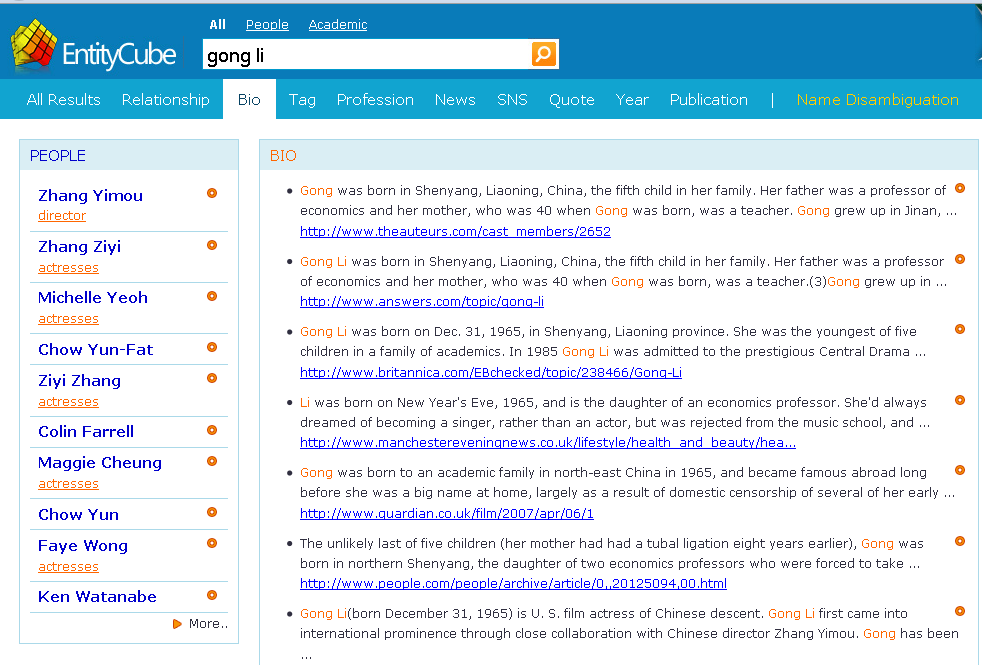 All People Academic
EntityCube
gong li
All Results Relationship Bio Tag Profession News SNS Quote Year Publication | Name Disambiguation
PEOPLE
Zhang Yimou
director
Zhang Ziyi
actresses
Michelle Yeoh
actresses
Chow Yun-Fat
Ziyi Zhang
actresses
Colin Farrell
Maggie Cheung
actresses
Chow Yun
Faye Wong
actresses
Ken Watanabe
More..
BIO
Gong was born in Shenyang, Liaoning, China, the fifth child in her family. Her father was a professor of
economics and her mother, who was 40 when Gong was born, was a teacher. Gong grew up in Jinan, ...
http://www.theauteurs.com/cast_members/2652
Gong Li was born in Shenyang, Liaoning, China, the fifth child in her family. Her father was a professor
of economics and her mother, who was 40 when Gong was born, was a teacher.(3)Gong grew up in ...
http://www.answers.com/topic/gong-li
Gong Li was born on Dec. 31, 1965, in Shenyang, Liaoning province. She was the youngest of five
children in a family of academics. In 1985 Gong Li was admitted to the prestigious Central Drama ...
http://www.britannica.com/EBchecked/topic/238466/Gong-Li
Li was born on New Year's Eve, 1965, and is the daughter of an economics professor. She'd always
dreamed of becoming a singer, rather than an actor, but was rejected from the music school, and ...
http://www.manchestereveningnews.co.uk/lifestyle/health_and_beauty/hea...
Gong was born to an academic family in north-east China in 1965, and became famous abroad long
before she was a big name at home, largely as a result of domestic censorship of several of her early ...
http://www.guardian.co.uk/film/2007/apr/06/1
The unlikely last of five children (her mother had had a tubal ligation eight years earlier), Gong was
born in northern Shenyang, the daughter of two economics professors who were forced to take ...
http://www.people.com/people/archive/article/0,,20125094,00.html
Gong Li(born December 31, 1965) is U. S. film actress of Chinese descent. Gong Li first came into
international prominence through close collaboration with Chinese director Zhang Yimou. Gong has been
...